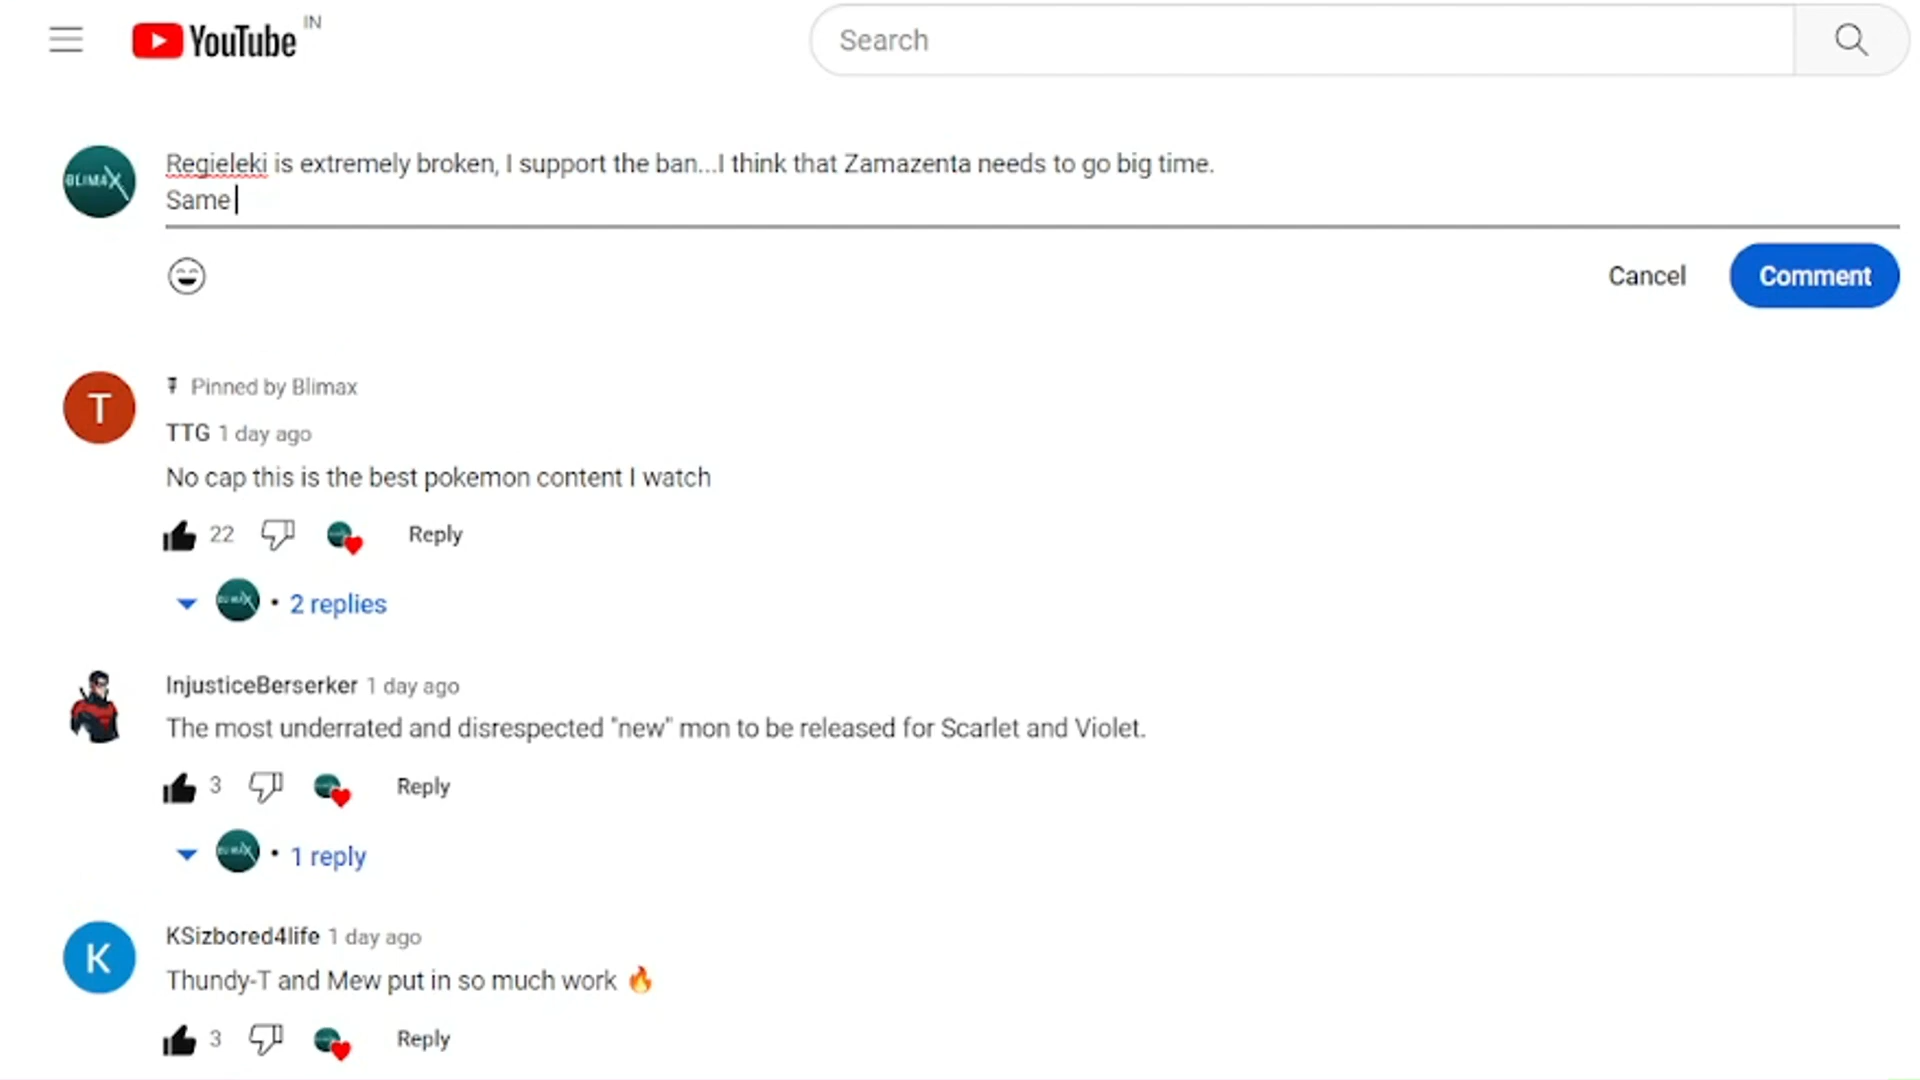 YouTube IN
Search
BLIMAX
Regieleki is extremely broken, I support the ban...I think that Zamazenta needs to go big time.
Same
Cancel
Comment
T
Pinned by Blimax
TTG 1 day ago
No cap this is the best pokemon content I watch
22
Reply
• 2 replies
InjusticeBerserker 1 day ago
The most underrated and disrespected "new" mon to be released for Scarlet and Violet.
3
Reply
• 1 reply
K
KSizbored4life 1 day ago
Thundy-T and Mew put in so much work 🔥
3
Reply